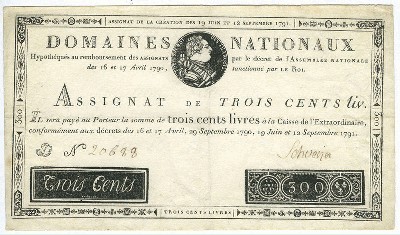 ASSIGNAT DE LA CRÉATION DES 19 JUIN ET 12 SEPTEMBRE 1791.
DOMAINES NATIONAUX
Hypothéqués au remboursement des ASSIGNATS par le décret de l'ASSEMBLÉE NATIONALE
des 16 et 17 Avril 1790, sanctionné par LE ROI.
ASSIGNAT DE TROIS CENTS liv.
IL sera payé au Porteur la somme de trois cents livres à la Caisse de l'Extraordinaire,
conformément aux décrets des 16 et 17 Avril, 29 Septembre 1790, 19 Juin et 12 Septembre 1791.
N° 20688
Trois Cents
300
TROIS CENTS LIVRES
300
300